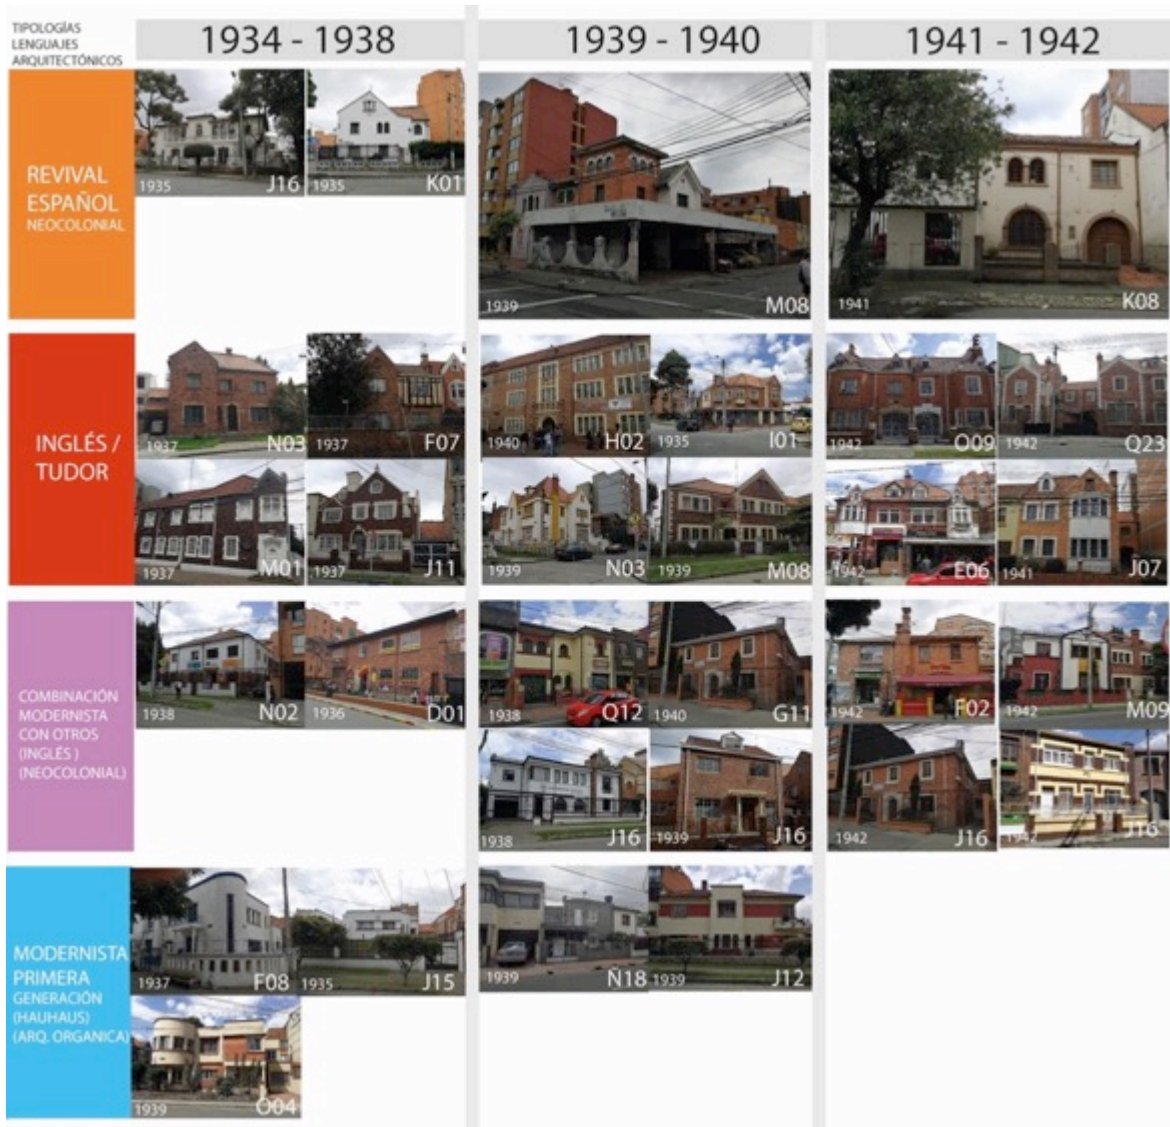 TIPOLOGÍAS
LENGUAJES
ARQUITECTÓNICOS
1934 - 1938
1939 - 1940
1941 - 1942
REVIVAL
ESPAÑOL
NEOCOLONIAL
1935 J16
1935 K01
1939 M08
1941 K08
INGLÉS /
TUDOR
1937 N03
1937 F07
1940 H02
1935 I01
1942 O09
1942 Q23
1937 M01
1937 J11
1939 N03
1939 M08
1942 E06
1941 J07
COMBINACIÓN
MODERNISTA
CON OTROS
(INGLÉS )
(NEOCOLONIAL)
1938 N02
1936 D01
1938 Q12
1940 G11
1942 F02
1942 M09
1938 J16
1939 J16
1942 J16
1942 J16
MODERNISTA
PRIMERA
GENERACIÓN
(HAUHAUS)
(ARQ. ORGANICA)
1937 F08
1935 J15
1939 Ñ18
1939 J12
1939 O04